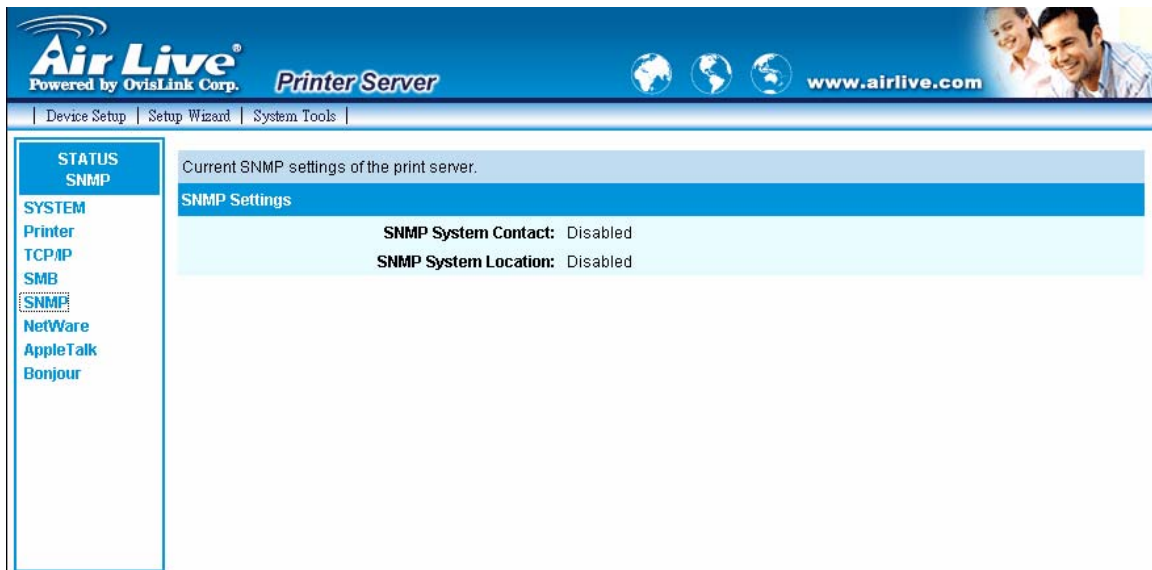 Air Live®
Powered by OvisLink Corp.
Printer Server
www.airlive.com
| Device Setup | Setup Wizard | System Tools |
STATUS
SNMP
SYSTEM
Printer
TCP/IP
SMB
SNMP
NetWare
AppleTalk
Bonjour
Current SNMP settings of the print server.
SNMP Settings
SNMP System Contact: Disabled
SNMP System Location: Disabled